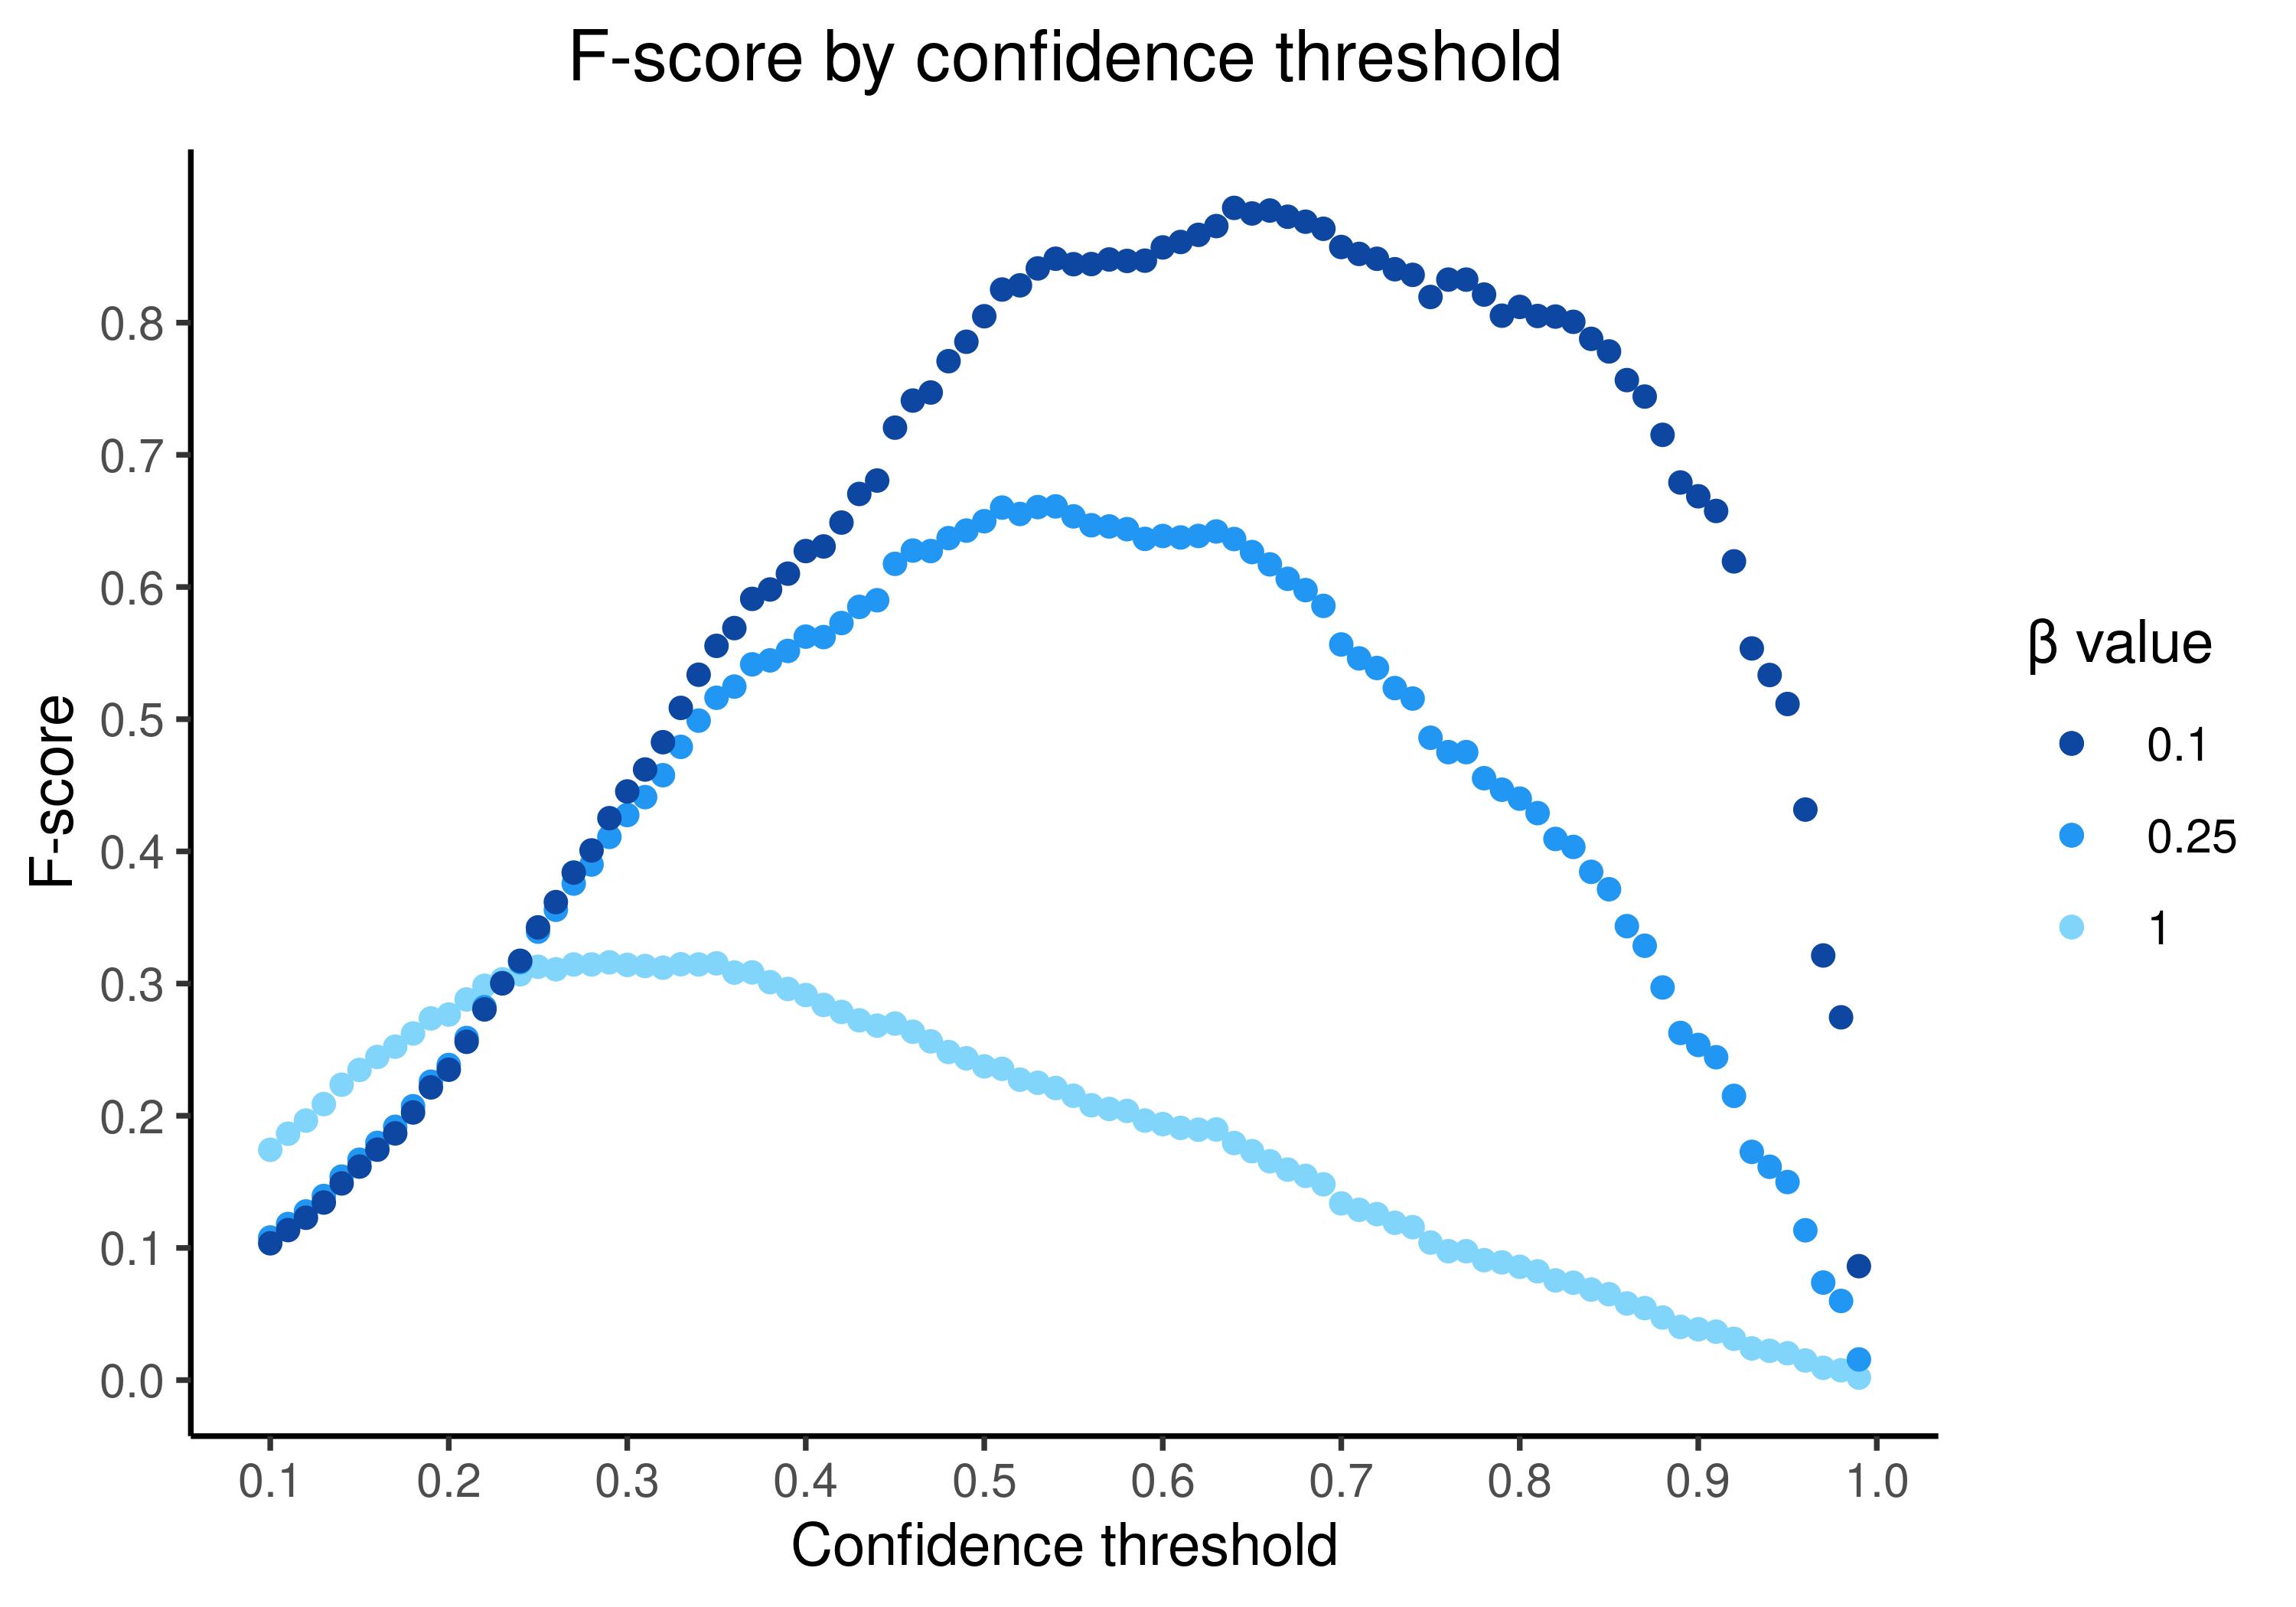 F-score by confidence threshold
F-score
0.8
0.7
0.6
0.5
0.4
0.3
0.2
0.1
0.0
0.1 0.2 0.3 0.4 0.5 0.6 0.7 0.8 0.9 1.0
Confidence threshold
β value
0.1
0.25
1